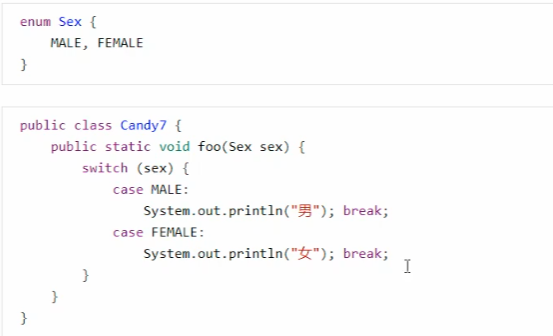 enum Sex {
    MALE, FEMALE
}
public class Candy7 {
    public static void foo(Sex sex) {
        switch (sex) {
            case MALE:
                System.out.println("男"); break;
            case FEMALE:
                System.out.println("女"); break;
        }
    }
}